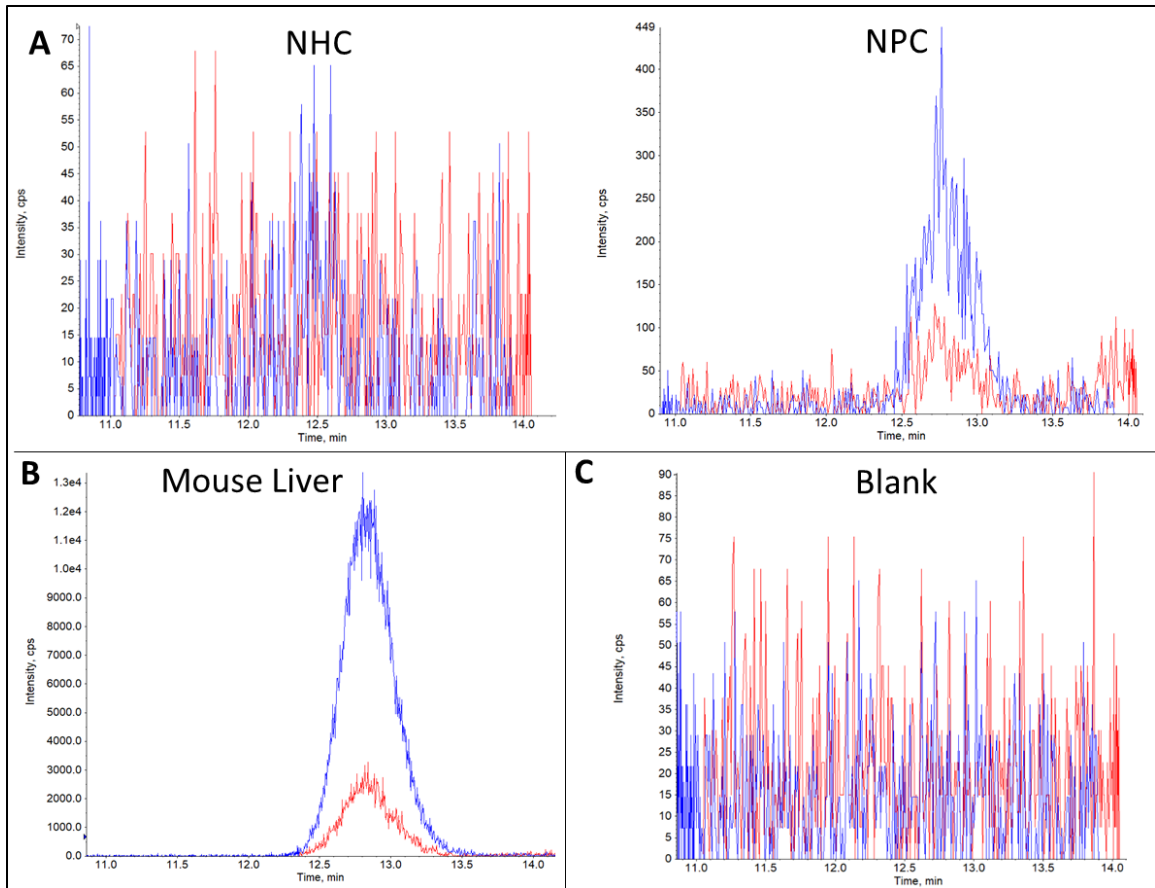 A
NHC
Intensity, cps
70
65
60
55
50
45
40
35
30
25
20
15
10
5
0
11.0 11.5 12.0 12.5 13.0 13.5 14.0
Time, min
NPC
Intensity, cps
449
400
350
300
250
200
150
100
50
0
11.0 11.5 12.0 12.5 13.0 13.5 14.0
Time, min
B
Mouse Liver
Intensity, cps
1.3e4
1.2e4
1.1e4
1.0e4
9000.0
8000.0
7000.0
6000.0
5000.0
4000.0
3000.0
2000.0
1000.0
0.0
11.0 11.5 12.0 12.5 13.0 13.5 14.0
Time, min
C
Blank
Intensity, cps
90
85
80
75
70
65
60
55
50
45
40
35
30
25
20
15
10
5
0
11.0 11.5 12.0 12.5 13.0 13.5 14.0
Time, min